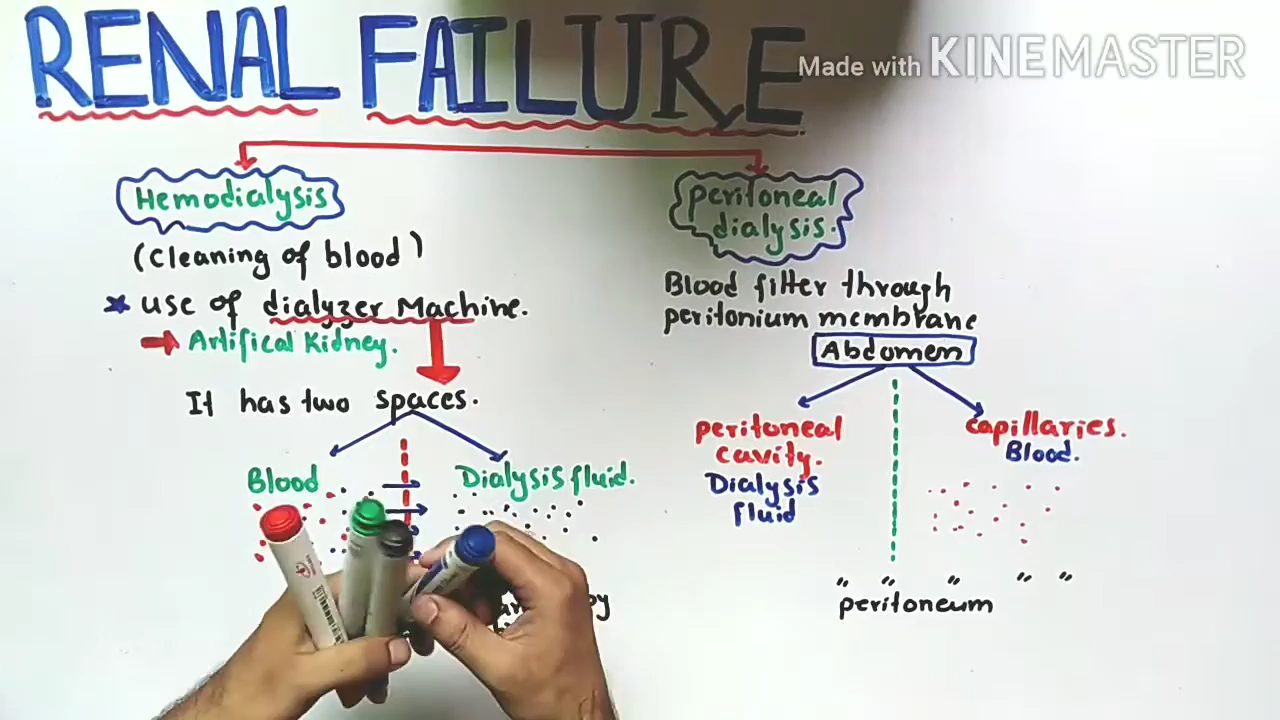 RENAL FAILURE
Made with KINEMASTER
Hemodialysis
(Cleaning of blood)
use of dialyzer Machine.
Artifical Kidney.
It has two spaces.
Blood
Dialysis fluid.
peritoneal
dialysis.
Blood filter through
peritonium membrane
Abdomen
peritoneal
cavity.
Dialysis
fluid
capillaries.
Blood.
" " " " "
peritoneum